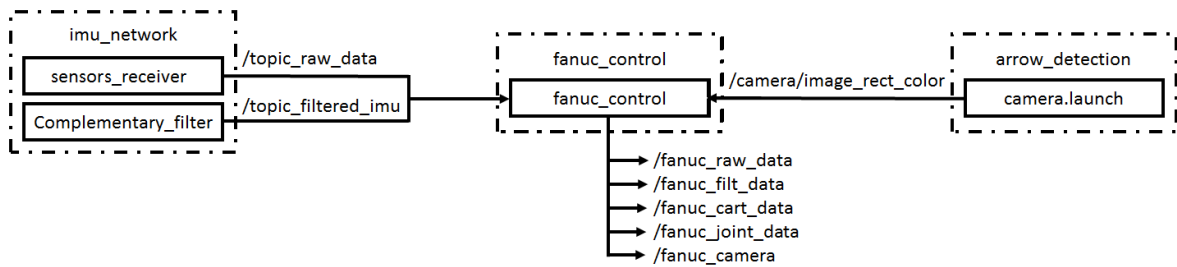 imu_network
sensors_receiver
Complementary_filter
/topic_raw_data
/topic_filtered_imu
fanuc_control
fanuc_control
/camera/image_rect_color
arrow_detection
camera.launch
/fanuc_raw_data
/fanuc_filt_data
/fanuc_cart_data
/fanuc_joint_data
/fanuc_camera